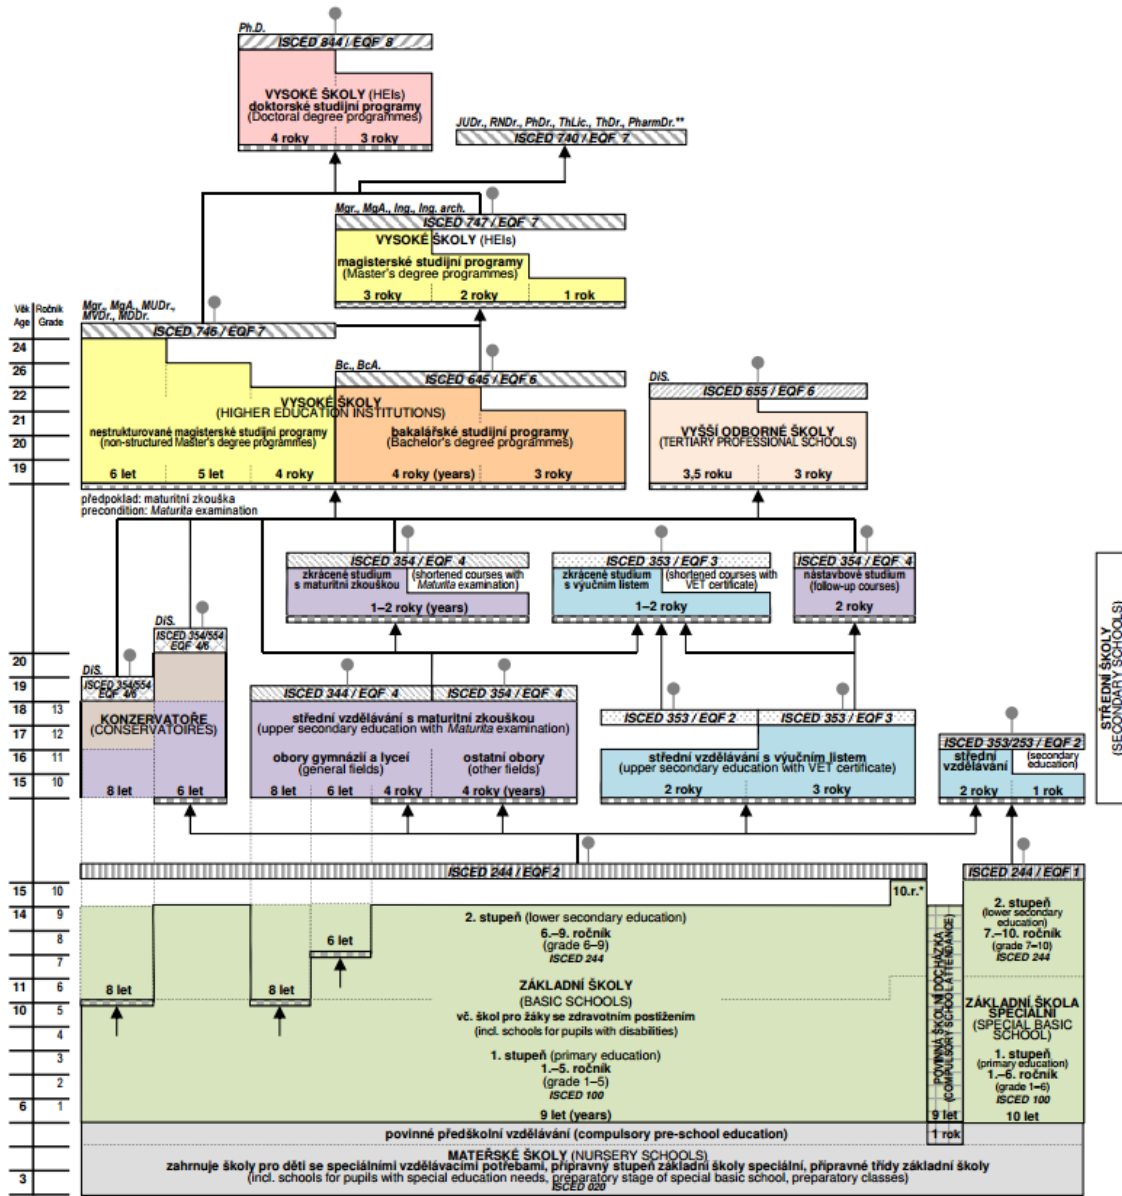 Ph.D.
ISCED 844 / EQF 8
VYSOKÉ ŠKOLY (HEIs)
doktorské studijní programy
(Doctoral degree programmes)
4 roky 3 roky
JUDr., RNDr., PhDr., ThLic., ThDr., PharmDr.**
ISCED 740 / EQF 7
Mgr., MgA., Ing., Ing. arch.
ISCED 747 / EQF 7
VYSOKÉ ŠKOLY (HEIs)
magisterské studijní programy
(Master's degree programmes)
3 roky 2 roky 1 rok
Věk Ročník
Age Grade
Mgr., MgA., MUDr.,
MVDr., MDDr.
ISCED 746 / EQF 7
24
26
22
21
20
19
Bc., BcA.
ISCED 645 / EQF 6
DiS.
ISCED 655 / EQF 6
VYSOKÉ ŠKOLY
(HIGHER EDUCATION INSTITUTIONS)
nestrukturované magisterské studijní programy
(non-structured Master's degree programmes)
6 let 5 let 4 roky
bakalářské studijní programy
(Bachelor's degree programmes)
4 roky (years) 3 roky
VYŠŠÍ ODBORNÉ ŠKOLY
(TERTIARY PROFESSIONAL SCHOOLS)
3,5 roku 3 roky
předpoklad: maturitní zkouška
precondition: Maturita examination
ISCED 354 / EQF 4
zkrácené studium
s maturitní zkouškou
(shortened courses with
Maturita examination)
1–2 roky (years)
ISCED 353 / EQF 3
zkrácené studium
s výučním listem
(shortened courses with
VET certificate)
1–2 roky
ISCED 354 / EQF 4
nástavbové studium
(follow-up courses)
2 roky
STŘEDNÍ ŠKOLY
(SECONDARY SCHOOLS)
DiS.
ISCED 354/554
EQF 4/6
DiS.
ISCED 354/554
EQF 4/6
20
19
18 13
17 12
16 11
15 10
KONZERVATOŘE
(CONSERVATOIRES)
8 let 6 let
ISCED 344 / EQF 4
ISCED 354 / EQF 4
střední vzdělávání s maturitní zkouškou
(upper secondary education with Maturita examination)
obory gymnázií a lyceí
(general fields)
ostatní obory
(other fields)
8 let 6 let 4 roky 4 roky (years)
ISCED 353 / EQF 2
ISCED 353 / EQF 3
střední vzdělávání s výučním listem
(upper secondary education with VET certificate)
2 roky 3 roky
ISCED 353/253 / EQF 2
střední
vzdělávání
(secondary
education)
2 roky 1 rok
ISCED 244 / EQF 2
ISCED 244 / EQF 1
15 10
14 9
8
7
11 6
10 5
4
3
2
6 1
3
10.r.*
8 let
8 let
6 let
2. stupeň (lower secondary education)
6.–9. ročník
(grade 6–9)
ISCED 244
ZÁKLADNÍ ŠKOLY
(BASIC SCHOOLS)
vč. škol pro žáky se zdravotním postižením
(incl. schools for pupils with disabilities)
1. stupeň (primary education)
1.–5. ročník
(grade 1–5)
ISCED 100
9 let (years)
POVINNÁ ŠKOLNÍ DOCHÁZKA
(COMPULSORY SCHOOL ATTENDANCE)
9 let
1 rok
2. stupeň
(lower secondary
education)
7.–10. ročník
(grade 7–10)
ISCED 244
ZÁKLADNÍ ŠKOLA
SPECIÁLNÍ
(SPECIAL BASIC
SCHOOL)
1. stupeň
(primary education)
1.–6. ročník
(grade 1–6)
ISCED 100
10 let
povinné předškolní vzdělávání (compulsory pre-school education)
MATEŘSKÉ ŠKOLY (NURSERY SCHOOLS)
zahrnuje školy pro děti se speciálními vzdělávacími potřebami, přípravný stupeň základní školy speciální, přípravné třídy základní školy
(incl. schools for pupils with special education needs, preparatory stage of special basic school, preparatory classes)
ISCED 020